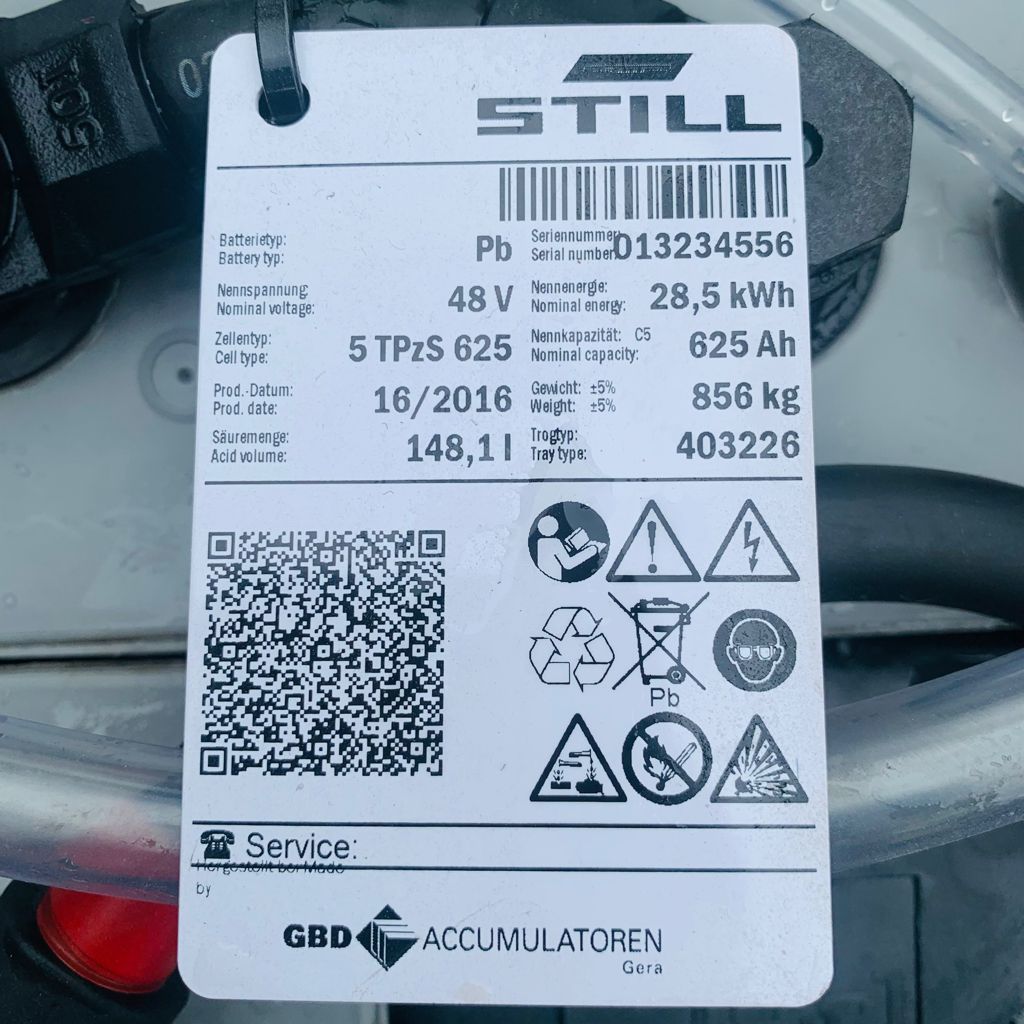 STILL
Batterietyp:
Battery typ:
Pb
Seriennummer:
Serial number:
013234556
Nennspannung:
Nominal voltage:
48 V
Nennenergie:
Nominal energy:
28,5 kWh
Zellentyp:
Cell type:
5 TPzS 625
Nennkapazität: C5
Nominal capacity:
625 Ah
Prod.-Datum:
Prod. date:
16/2016
Gewicht: ±5%
Weight: ±5%
856 kg
Säuremenge:
Acid volume:
148,1 l
Trogtyp:
Tray type:
403226
Pb
Service:
Hergestellt bei/Made
by
GBD ACCUMULATOREN
Gera